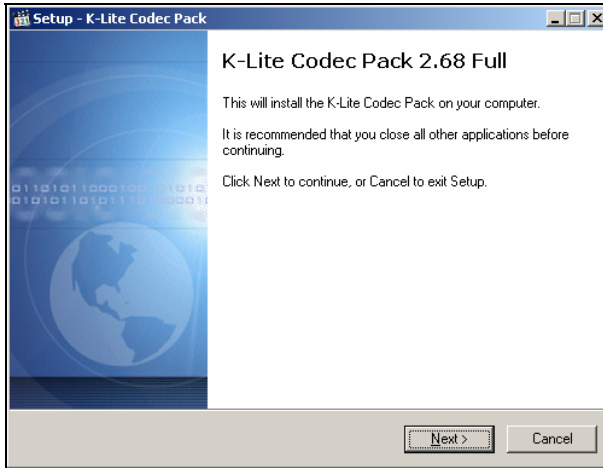 Setup - K-Lite Codec Pack
K-Lite Codec Pack 2.68 Full
This will install the K-Lite Codec Pack on your computer.
It is recommended that you close all other applications before
continuing.
Click Next to continue, or Cancel to exit Setup.
Next >
Cancel